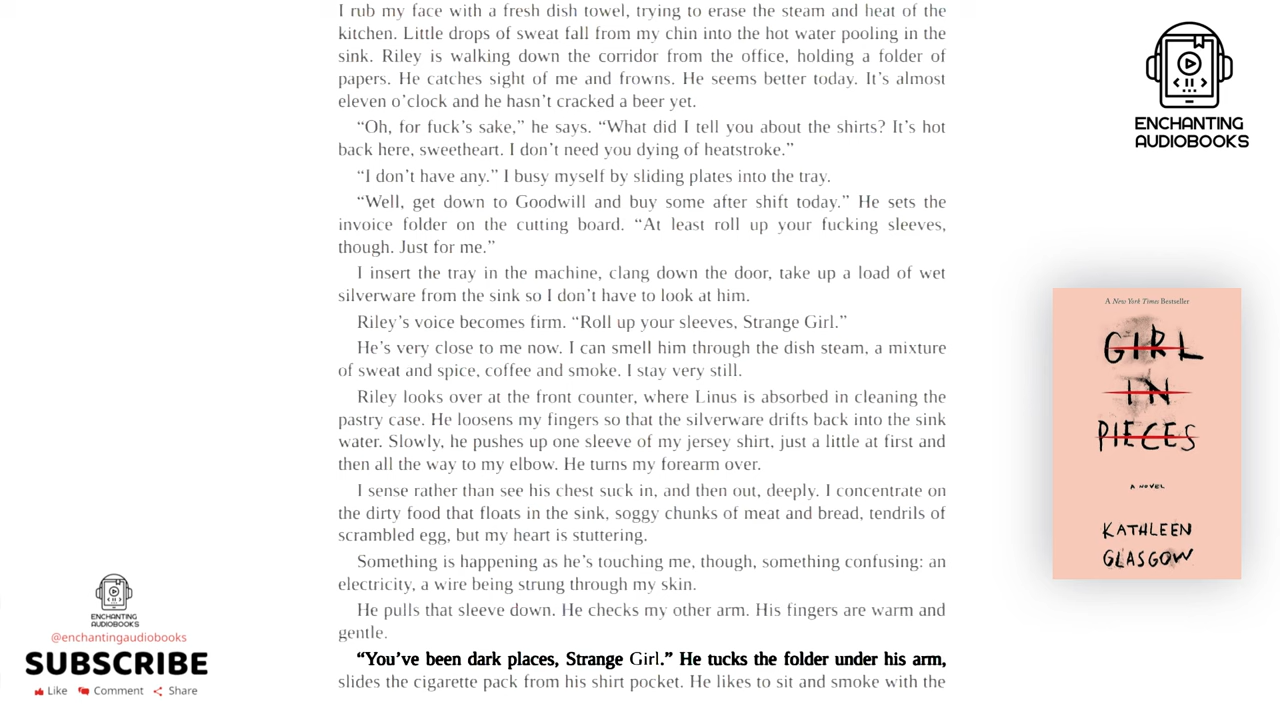 I rub my face with a fresh dish towel, trying to erase the steam and heat of the
kitchen. Little drops of sweat fall from my chin into the hot water pooling in the
sink. Riley is walking down the corridor from the office, holding a folder of
papers. He catches sight of me and frowns. He seems better today. It’s almost
eleven o’clock and he hasn’t cracked a beer yet.
“Oh, for fuck’s sake,” he says. “What did I tell you about the shirts? It’s hot
back here, sweetheart. I don’t need you dying of heatstroke.”
“I don’t have any.” I busy myself by sliding plates into the tray.
“Well, get down to Goodwill and buy some after shift today.” He sets the
invoice folder on the cutting board. “At least roll up your fucking sleeves,
though. Just for me.”
I insert the tray in the machine, clang down the door, take up a load of wet
silverware from the sink so I don’t have to look at him.
Riley’s voice becomes firm. “Roll up your sleeves, Strange Girl.”
He’s very close to me now. I can smell him through the dish steam, a mixture
of sweat and spice, coffee and smoke. I stay very still.
Riley looks over at the front counter, where Linus is absorbed in cleaning the
pastry case. He loosens my fingers so that the silverware drifts back into the sink
water. Slowly, he pushes up one sleeve of my jersey shirt, just a little at first and
then all the way to my elbow. He turns my forearm over.
I sense rather than see his chest suck in, and then out, deeply. I concentrate on
the dirty food that floats in the sink, soggy chunks of meat and bread, tendrils of
scrambled egg, but my heart is stuttering.
Something is happening as he’s touching me, though, something confusing: an
electricity, a wire being strung through my skin.
He pulls that sleeve down. He checks my other arm. His fingers are warm and
gentle.
“You’ve been dark places, Strange Girl.” He tucks the folder under his arm,
slides the cigarette pack from his shirt pocket. He likes to sit and smoke with the
ENCHANTING
AUDIOBOOKS
A New York Times Bestseller
GIRL
IN
PIECES
A NOVEL
KATHLEEN
GLASGOW
ENCHANTING
AUDIOBOOKS
@enchantingaudiobooks
SUBSCRIBE
Like Comment Share